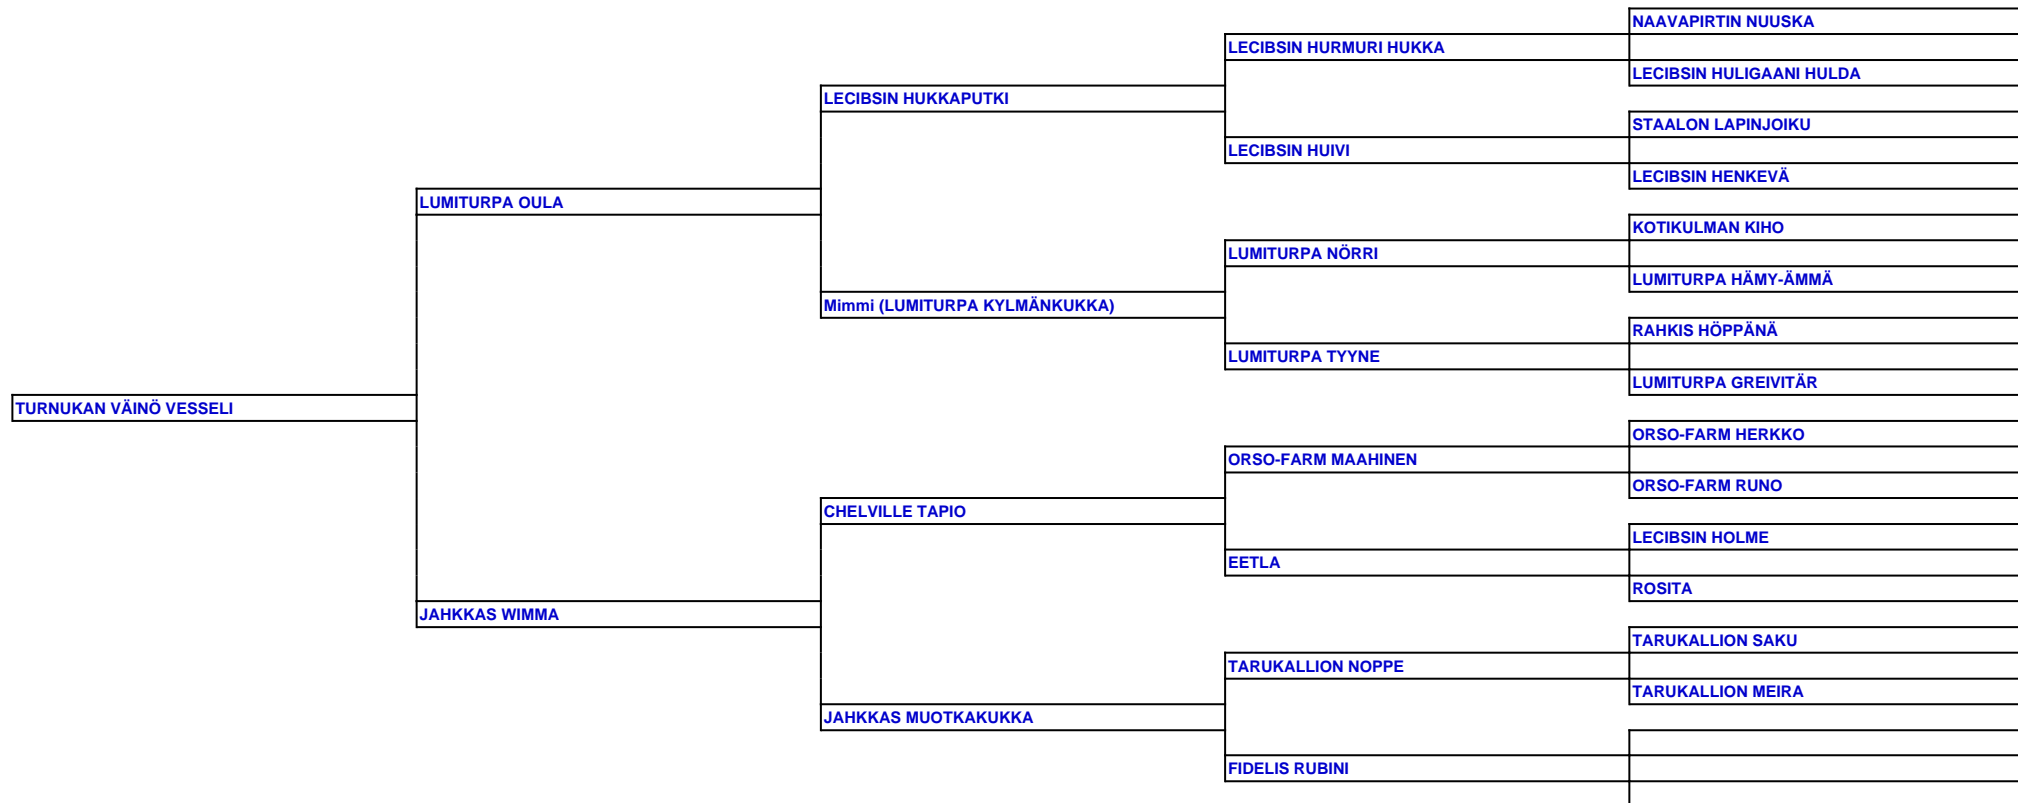 NAAVAPIRTIN NUUSKA
LECIBSIN HURMURI HUKKA
LECIBSIN HULIGAANI HULDA
LECIBSIN HUKKAPUTKI
STAALON LAPINJOIKU
LECIBSIN HUIVI
LECIBSIN HENKEVÄ
LUMITURPA OULA
KOTIKULMAN KIHO
LUMITURPA NÖRRI
LUMITURPA HÄMY-ÄMMÄ
Mimmi (LUMITURPA KYLMÄNKUKKA)
RAHKIS HÖPPÄNÄ
LUMITURPA TYYNE
LUMITURPA GREIVITÄR
TURNUKAN VÄINÖ VESSELI
ORSO-FARM HERKKO
ORSO-FARM MAAHINEN
ORSO-FARM RUNO
CHELVILLE TAPIO
LECIBSIN HOLME
EETLA
ROSITA
JAHKKAS WIMMA
TARUKALLION SAKU
TARUKALLION NOPPE
TARUKALLION MEIRA
JAHKKAS MUOTKAKUKKA
FIDELIS RUBINI